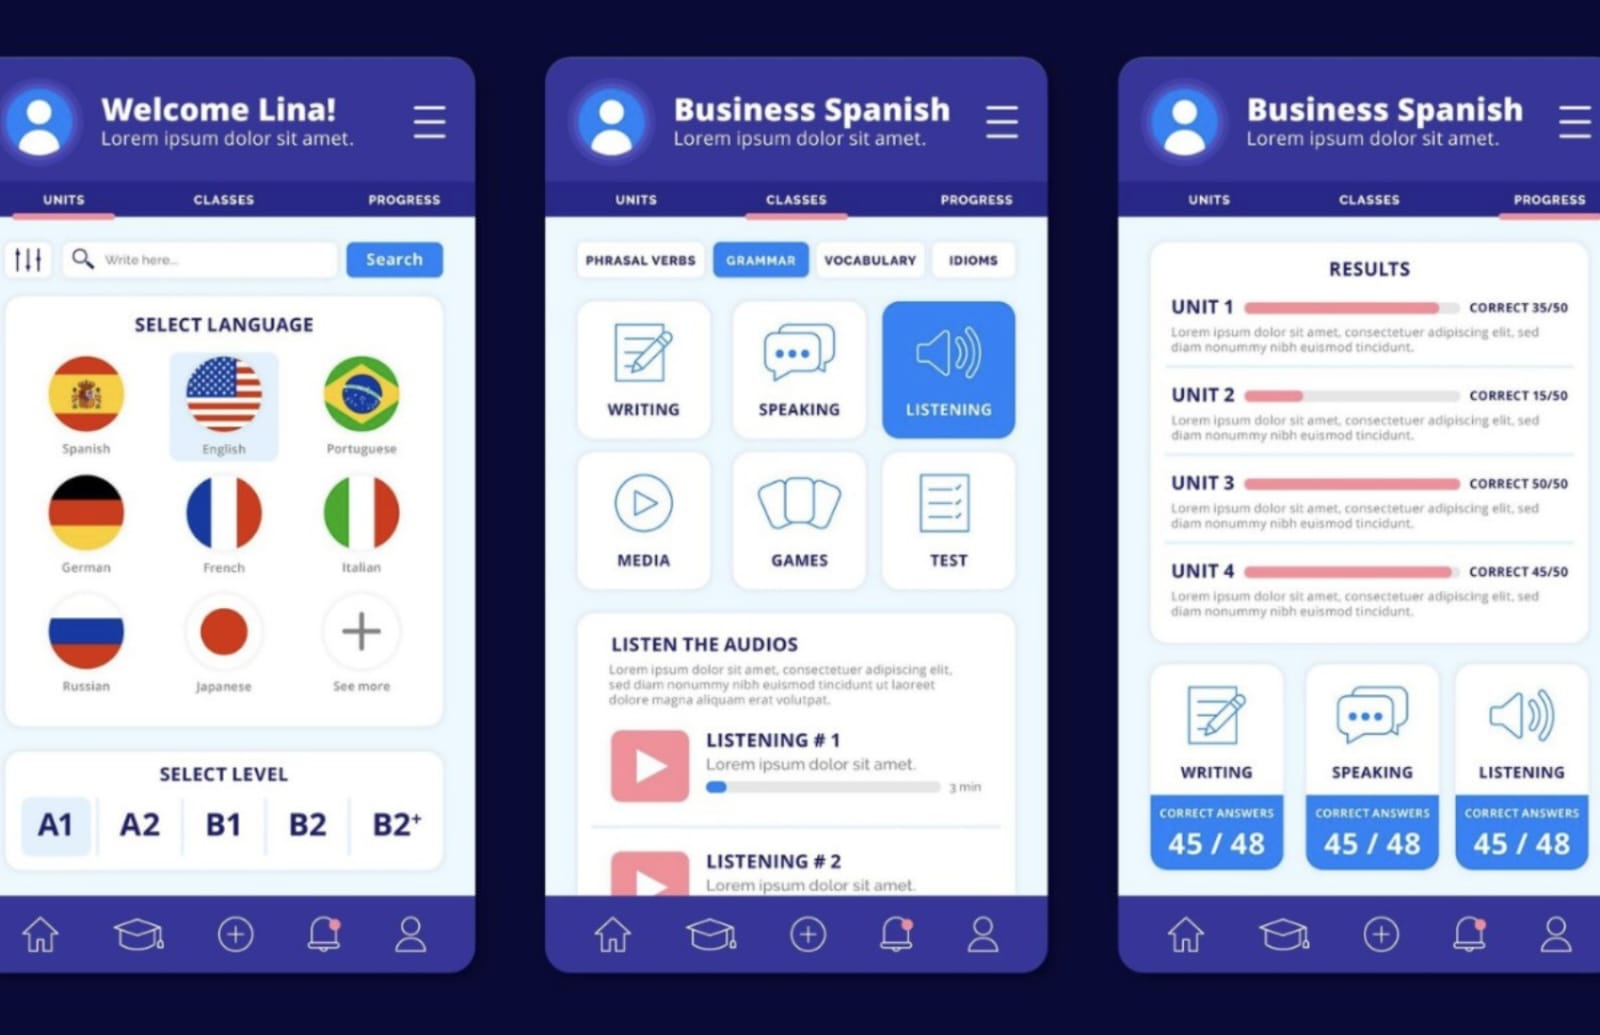 Welcome Lina!
Lorem ipsum dolor sit amet.
UNITS CLASSES PROGRESS
Write here... Search
SELECT LANGUAGE
Spanish English Portuguese
German French Italian
Russian Japanese See more
SELECT LEVEL
A1 A2 B1 B2 B2+
Business Spanish
Lorem ipsum dolor sit amet.
UNITS CLASSES PROGRESS
PHRASAL VERBS GRAMMAR VOCABULARY IDIOMS
WRITING SPEAKING LISTENING
MEDIA GAMES TEST
LISTEN THE AUDIOS
Lorem ipsum dolor sit amet, consectetuer adipiscing elit,
sed diam nonummy nibh euismod tincidunt ut laoreet
dolore magna aliquam erat volutpat.
LISTENING # 1
Lorem ipsum dolor sit amet.
3 min
LISTENING # 2
Lorem ipsum dolor sit amet.
Business Spanish
Lorem ipsum dolor sit amet.
UNITS CLASSES PROGRESS
RESULTS
UNIT 1 CORRECT 35/50
Lorem ipsum dolor sit amet, consectetuer adipiscing elit, sed
diam nonummy nibh euismod tincidunt.
UNIT 2 CORRECT 15/50
Lorem ipsum dolor sit amet, consectetuer adipiscing elit, sed
diam nonummy nibh euismod tincidunt.
UNIT 3 CORRECT 50/50
Lorem ipsum dolor sit amet, consectetuer adipiscing elit, sed
diam nonummy nibh euismod tincidunt.
UNIT 4 CORRECT 45/50
Lorem ipsum dolor sit amet, consectetuer adipiscing elit, sed
diam nonummy nibh euismod tincidunt.
WRITING SPEAKING LISTENING
CORRECT ANSWERS CORRECT ANSWERS CORRECT ANSWERS
45 / 48 45 / 48 45 / 48